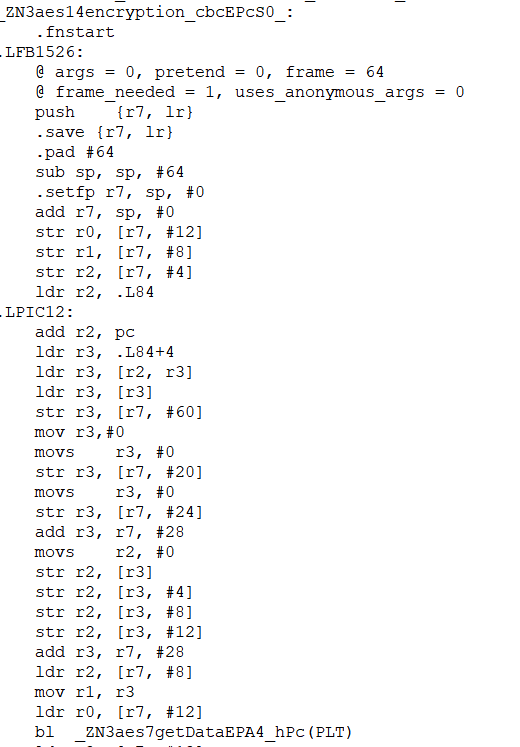 _ZN3aes14encryption_cbcEPcS0_:
.fnstart
.LFB1526:
@ args = 0, pretend = 0, frame = 64
@ frame_needed = 1, uses_anonymous_args = 0
push {r7, lr}
.save {r7, lr}
.pad #64
sub sp, sp, #64
.setfp r7, sp, #0
add r7, sp, #0
str r0, [r7, #12]
str r1, [r7, #8]
str r2, [r7, #4]
ldr r2, .L84
.LPIC12:
add r2, pc
ldr r3, .L84+4
ldr r3, [r2, r3]
ldr r3, [r3]
str r3, [r7, #60]
mov r3,#0
movs r3, #0
str r3, [r7, #20]
movs r3, #0
str r3, [r7, #24]
add r3, r7, #28
movs r2, #0
str r2, [r3]
str r2, [r3, #4]
str r2, [r3, #8]
str r2, [r3, #12]
add r3, r7, #28
ldr r2, [r7, #8]
mov r1, r3
ldr r0, [r7, #12]
bl _ZN3aes7getDataEPA4_hPc(PLT)